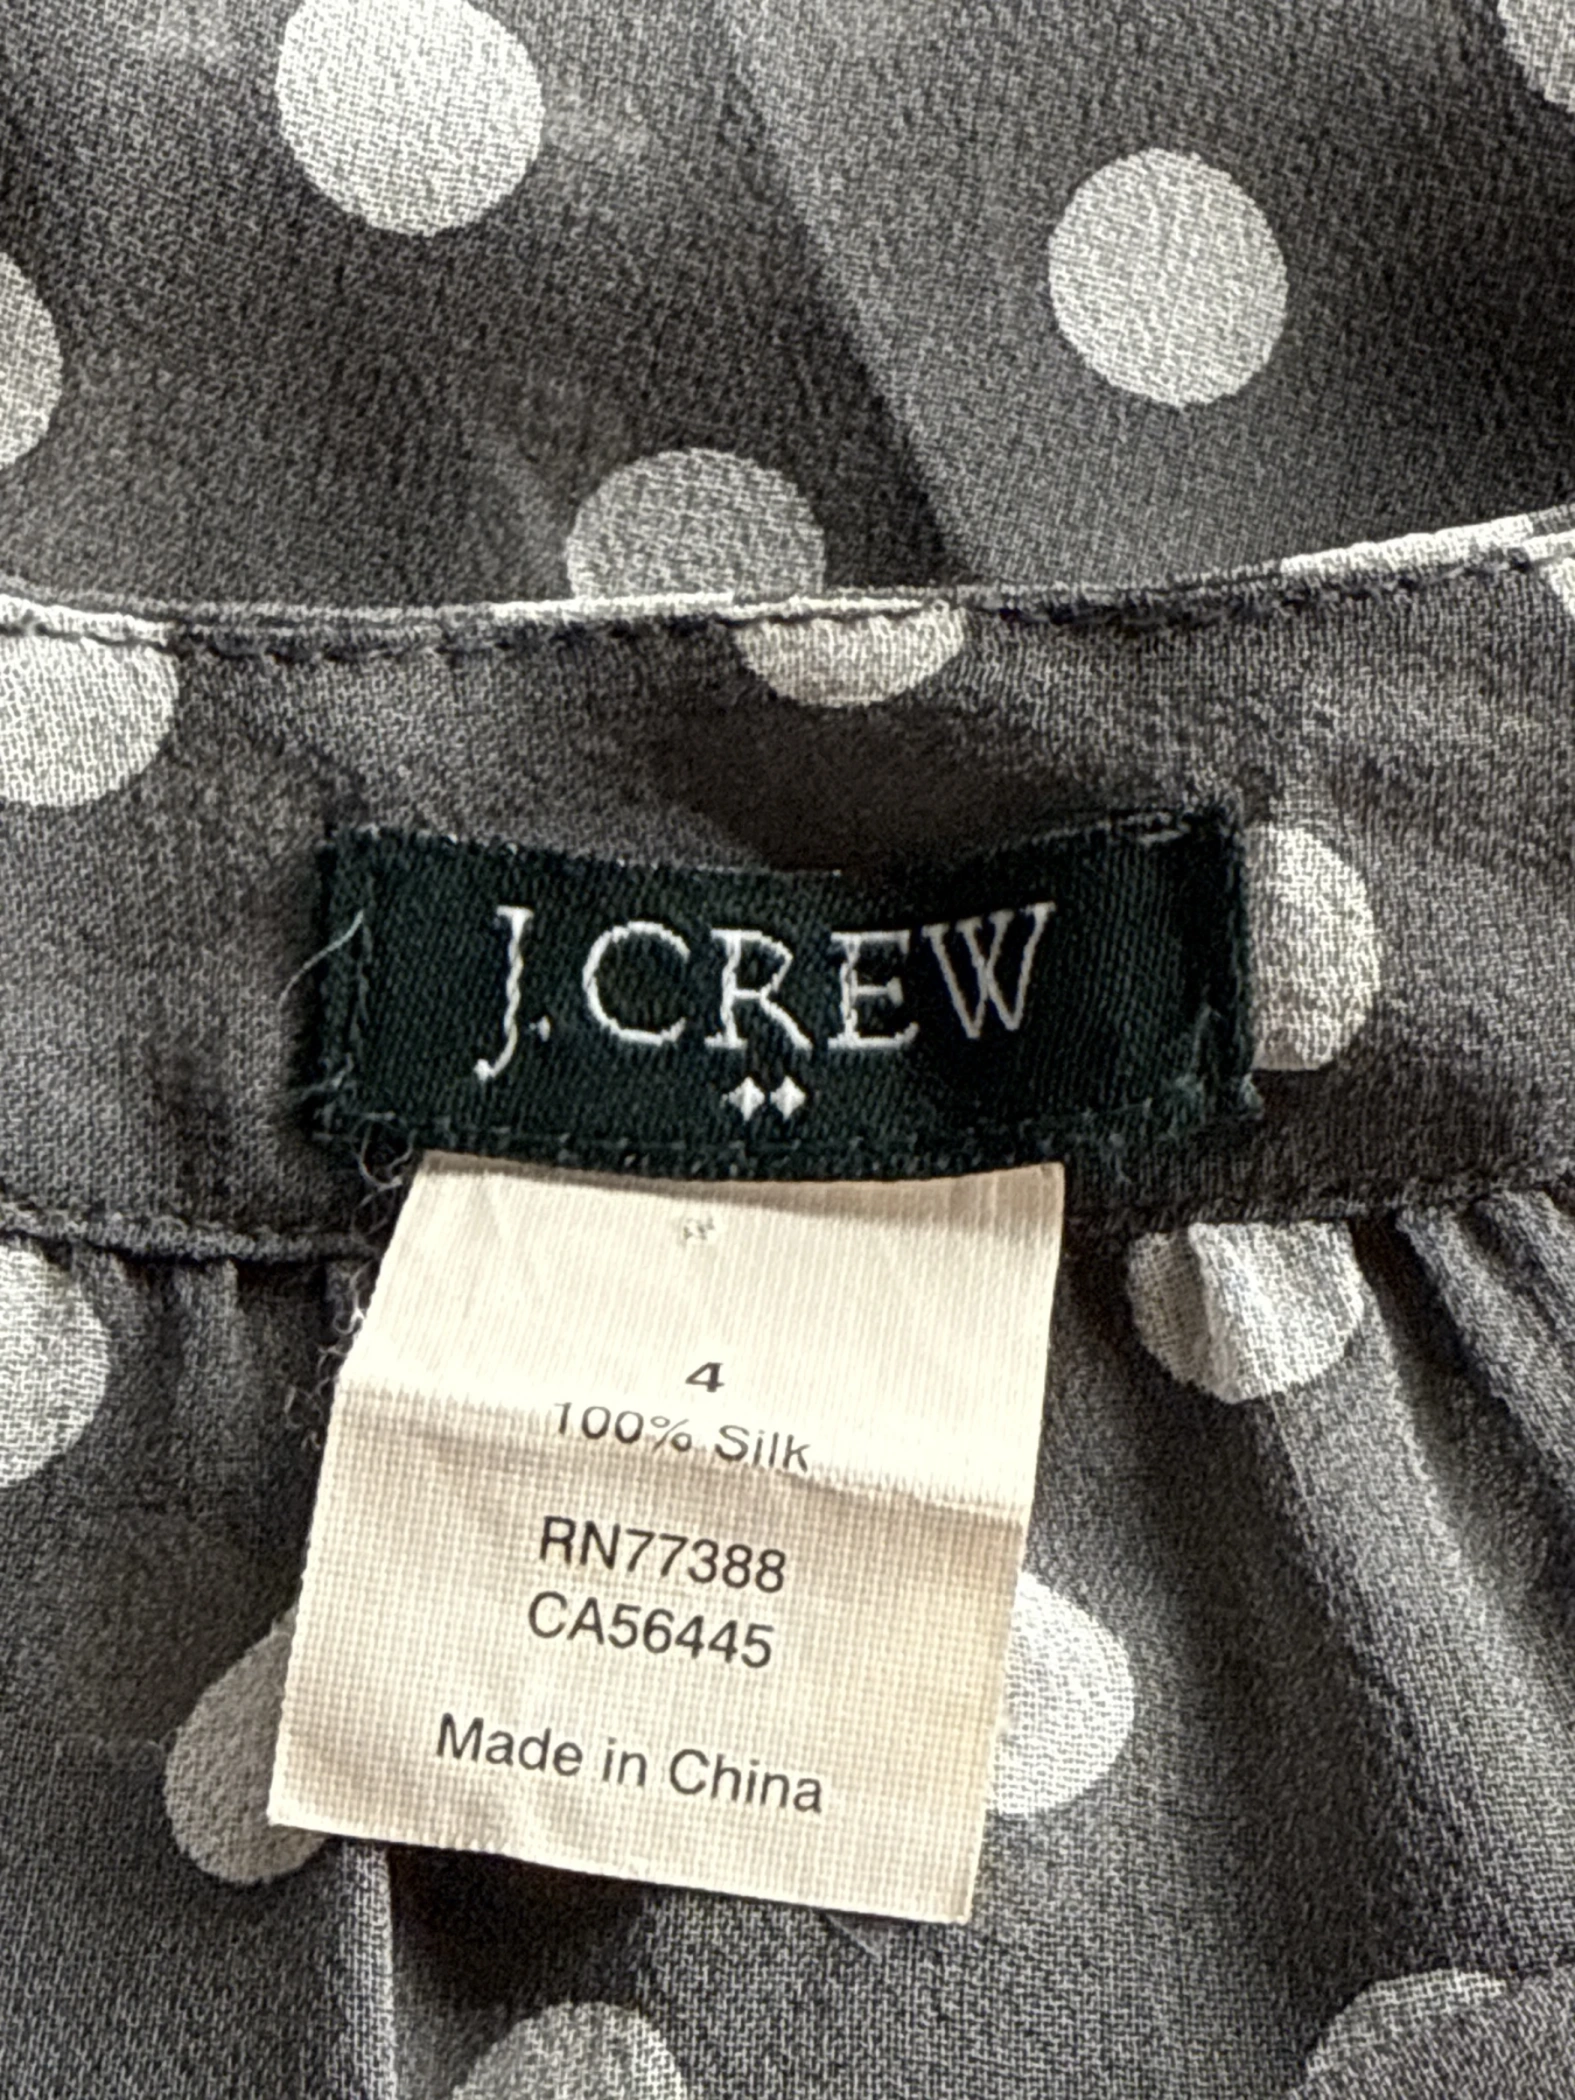 J. CREW
4
100% Silk
RN77388
CA56445
Made in China